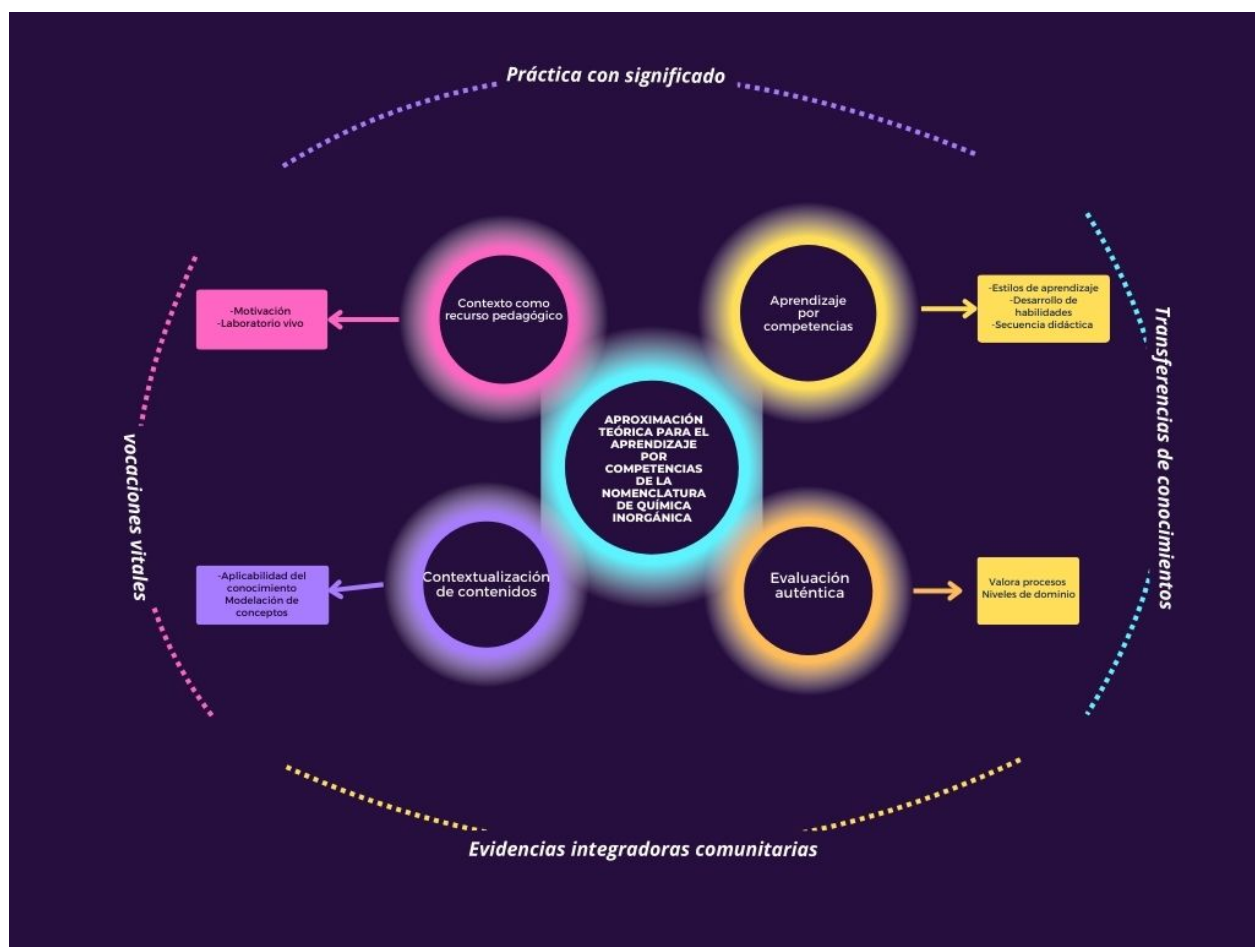 Práctica con significado
Contexto como
recurso pedagógico
-Motivación
-Laboratorio vivo
Aprendizaje
por
competencias
-Estilos de aprendizaje
-Desarrollo de
habilidades
-Secuencia didáctica
APROXIMACIÓN
TEÓRICA PARA EL
APRENDIZAJE
POR
COMPETENCIAS
DE LA
NOMENCLATURA
DE QUÍMICA
INORGÁNICA
vocaciones vitales
Transferencias de conocimientos
Contextualización
de contenidos
-Aplicabilidad del
conocimiento
Modelación de
conceptos
Evaluación
auténtica
Valora procesos
Niveles de dominio
Evidencias integradoras comunitarias